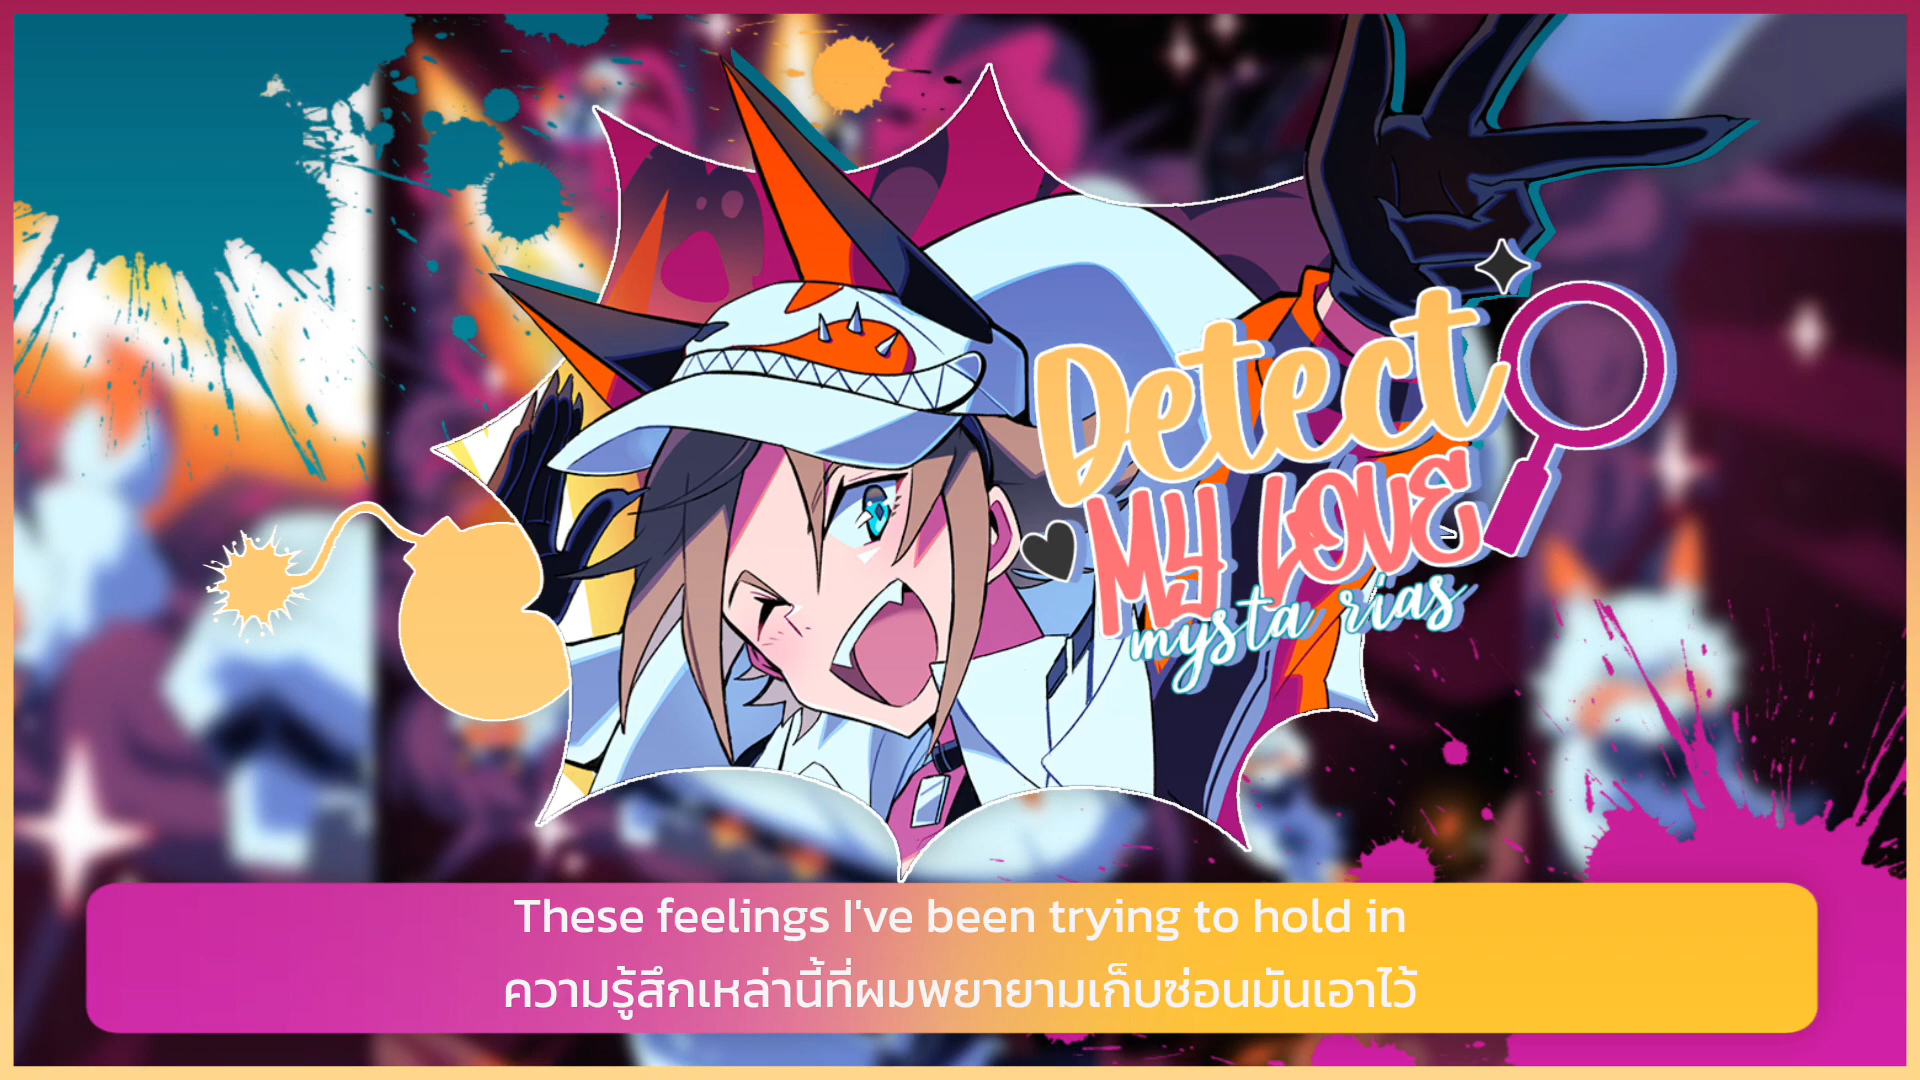 Detect
MY LOVE
mysta rias
These feelings I've been trying to hold in
ความรู้สึกเหล่านี้ที่ผมพยายามเก็บซ่อนมันเอาไว้